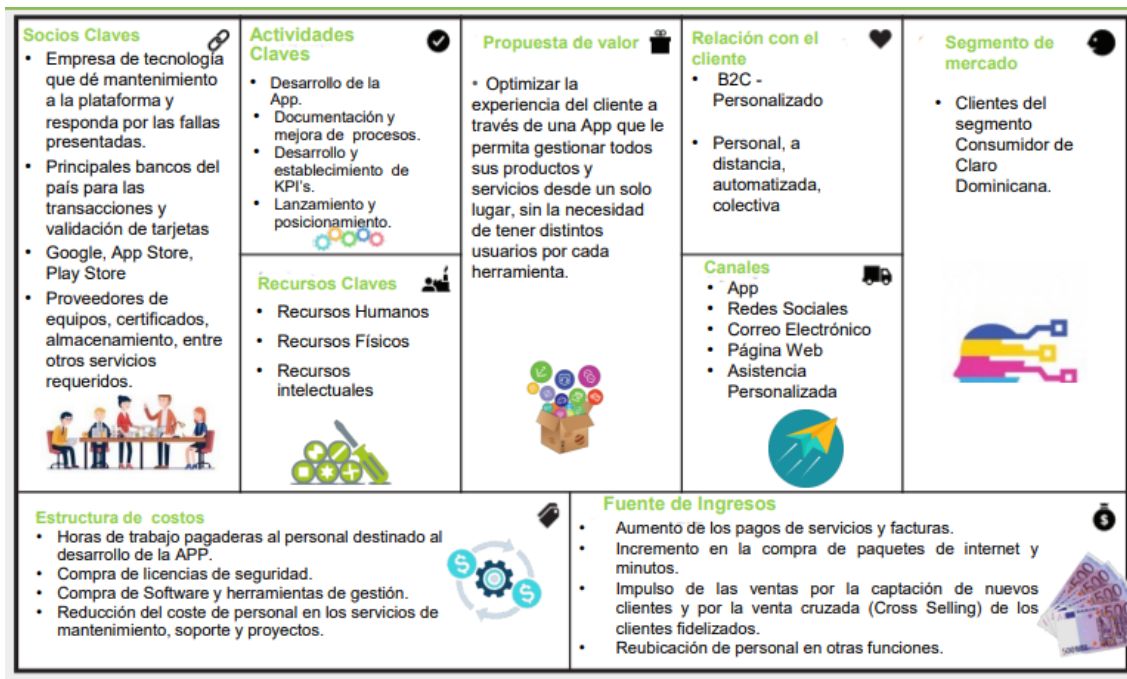 Socios Claves
• Empresa de tecnología
que dé mantenimiento
a la plataforma y
responda por las fallas
presentadas.
• Principales bancos del
país para las
transacciones y
validación de tarjetas
• Google, App Store,
Play Store
• Proveedores de
equipos, certificados,
almacenamiento, entre
otros servicios
requeridos.
Actividades
Claves
• Desarrollo de la
App.
• Documentación y
mejora de procesos.
• Desarrollo y
establecimiento de
KPI's.
• Lanzamiento y
posicionamiento.
Recursos Claves
• Recursos Humanos
• Recursos Físicos
• Recursos
intelectuales
Propuesta de valor
• Optimizar la
experiencia del cliente a
través de una App que le
permita gestionar todos
sus productos y
servicios desde un solo
lugar, sin la necesidad
de tener distintos
usuarios por cada
herramienta.
Relación con el
cliente
• B2C -
Personalizado
• Personal, a
distancia,
automatizada,
colectiva
Canales
• App
• Redes Sociales
• Correo Electrónico
• Página Web
• Asistencia
Personalizada
Segmento de
mercado
• Clientes del
segmento
Consumidor de
Claro
Dominicana.
Estructura de costos
• Horas de trabajo pagaderas al personal destinado al
desarrollo de la APP.
• Compra de licencias de seguridad.
• Compra de Software y herramientas de gestión.
• Reducción del coste de personal en los servicios de
mantenimiento, soporte y proyectos.
Fuente de Ingresos
• Aumento de los pagos de servicios y facturas.
• Incremento en la compra de paquetes de internet y
minutos.
• Impulso de las ventas por la captación de nuevos
clientes y por la venta cruzada (Cross Selling) de los
clientes fidelizados.
• Reubicación de personal en otras funciones.